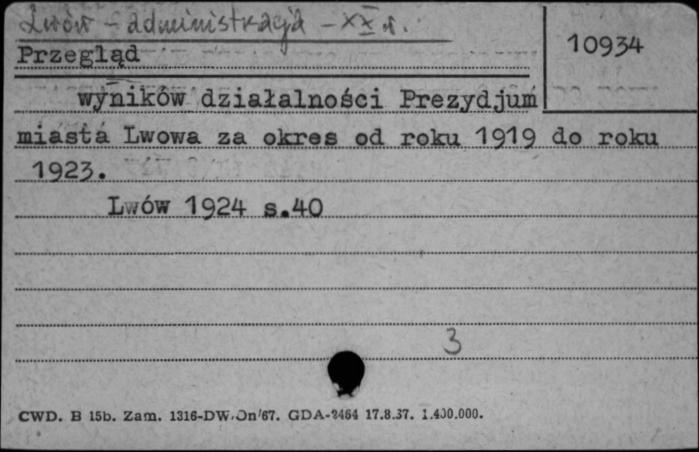 Lwów - administracja - XX w.
10934
Przegląd
wyników działalności Prezydjum
miasta Lwowa za okres od roku 1919 do roku
1923.
Lwów 1924 s.40
3
CWD. B 15b. Zam. 1316-DW.On/67. GDA-2464 17.8.37. 1.400.000.